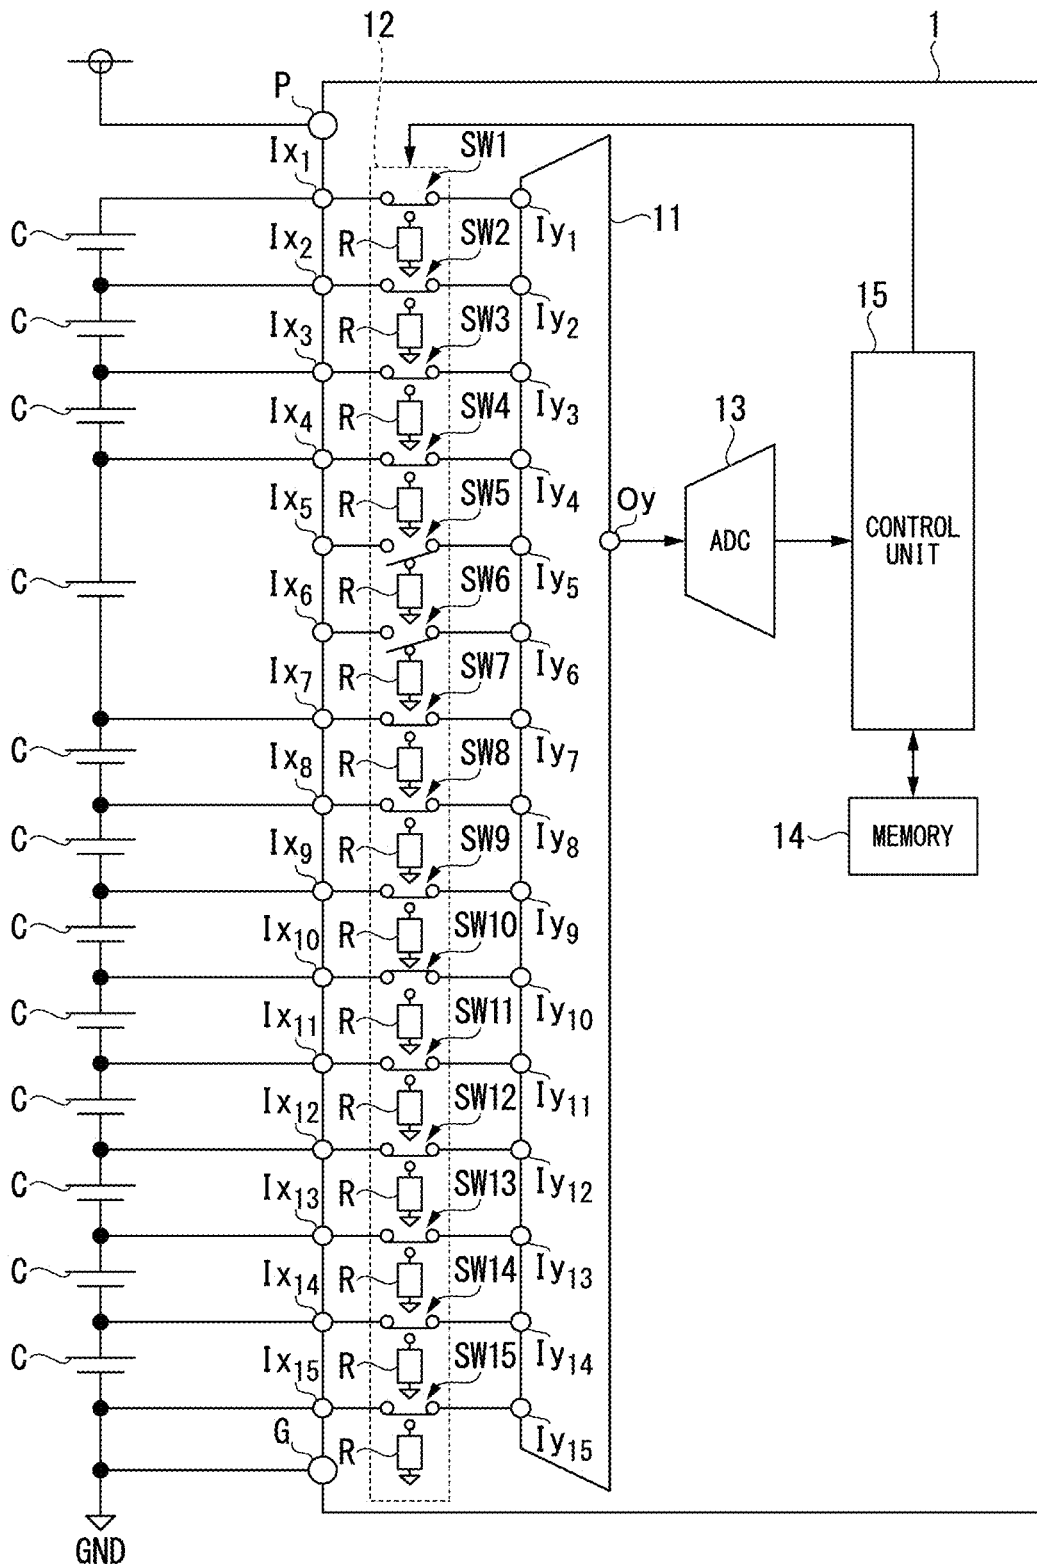 12
1
P
Ix1
SW1
C
R
Iy1
11
Ix2
SW2
C
R
Iy2
15
Ix3
SW3
C
R
Iy3
Ix4
SW4
13
R
Iy4
Ix5
SW5
Oy
ADC
CONTROL
UNIT
C
R
Iy5
Ix6
SW6
R
Iy6
Ix7
SW7
C
R
Iy7
Ix8
SW8
14
MEMORY
C
R
Iy8
Ix9
SW9
C
R
Iy9
Ix10
SW10
C
R
Iy10
Ix11
SW11
C
R
Iy11
Ix12
SW12
C
R
Iy12
Ix13
SW13
C
R
Iy13
Ix14
SW14
C
R
Iy14
Ix15
SW15
G
R
Iy15
GND